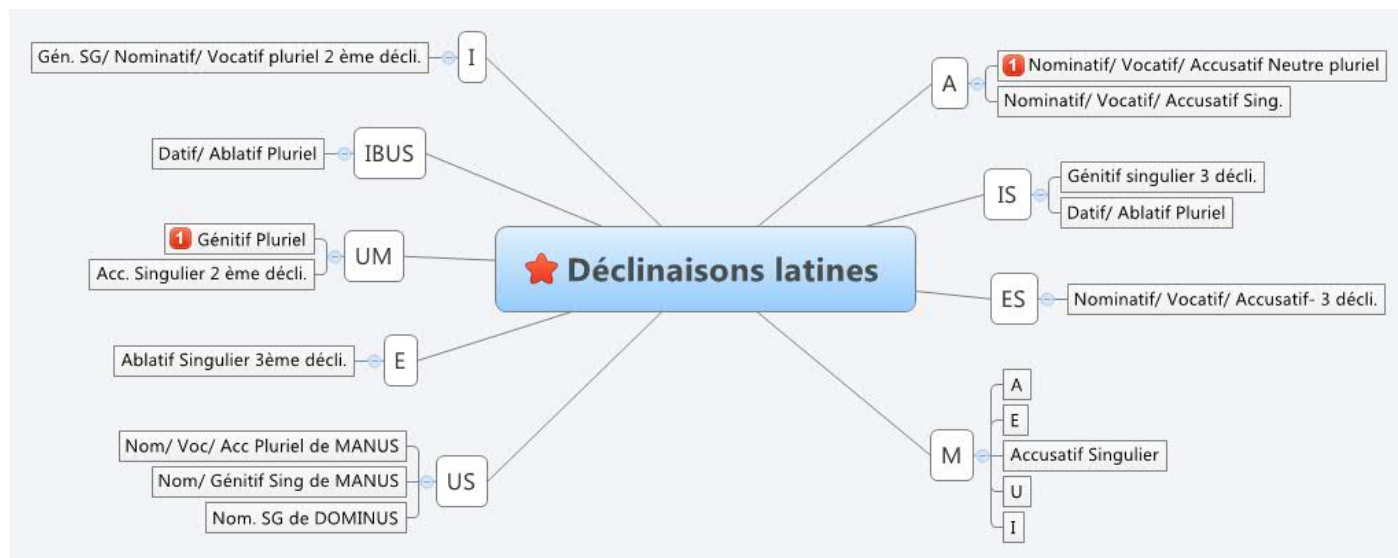 Déclinaisons latines
I
Gén. SG/ Nominatif/ Vocatif pluriel 2 ème décli.
IBUS
Datif/ Ablatif Pluriel
UM
1 Génitif Pluriel
Acc. Singulier 2 ème décli.
E
Ablatif Singulier 3ème décli.
US
Nom/ Voc/ Acc Pluriel de MANUS
Nom/ Génitif Sing de MANUS
Nom. SG de DOMINUS
A
1 Nominatif/ Vocatif/ Accusatif Neutre pluriel
Nominatif/ Vocatif/ Accusatif Sing.
IS
Génitif singulier 3 décli.
Datif/ Ablatif Pluriel
ES
Nominatif/ Vocatif/ Accusatif- 3 décli.
M
A
E
Accusatif Singulier
U
I